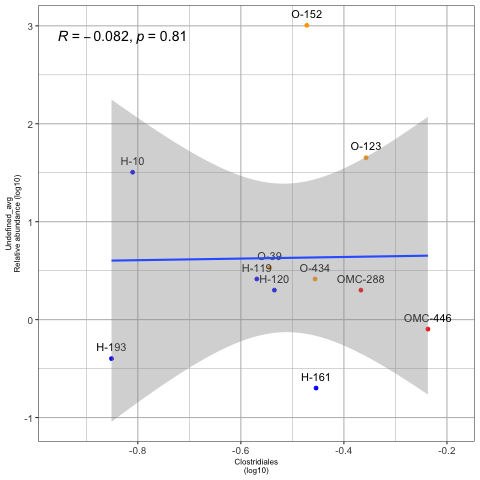 R = −0.082, p = 0.81
O-152
O-123
H-10
O-39
H-119
H-120
O-434
OMC-288
OMC-446
H-193
H-161
3
2
1
0
-1
-0.8
-0.6
-0.4
-0.2
Undefined_avg
Relative abundance (log10)
Clostridiales
(log10)